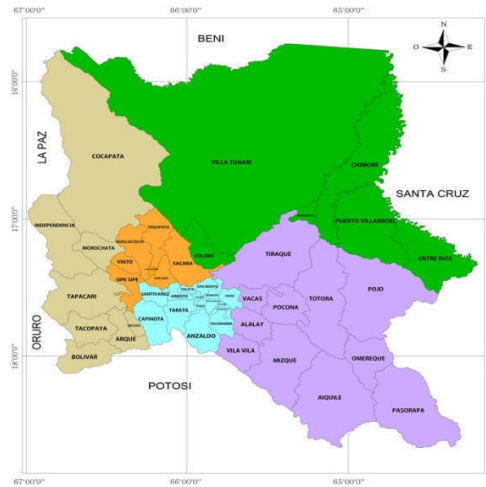 67°00'0" 66°00'0" 65°00'0"
BENI
N
O E
S
16°00'0"
LA PAZ
COCAPATA
VILLA TUNARI
CHIMORE
SANTA CRUZ
17°00'0"
INDEPENDENCIA
TIQUIPAYA
PUERTO VILLARROEL
QUILLACOLLO
MOROCHATA
COLOMI
TIRAQUE
ENTRE RIOS
VINTO
SACABA
SIPE SIPE
POJO
TAPACARI
SANTIVAÑEZ
SAN BENITO
VACAS
TOTORA
POCONA
ORURO
CAPINOTA
TARATA
TACOPAYA
ALALAY
ARQUE
ANZALDO
18°00'0"
BOLIVAR
VILA VILA
MIZQUE
OMEREQUE
POTOSI
AIQUILE
PASORAPA
67°00'0" 66°00'0" 65°00'0"